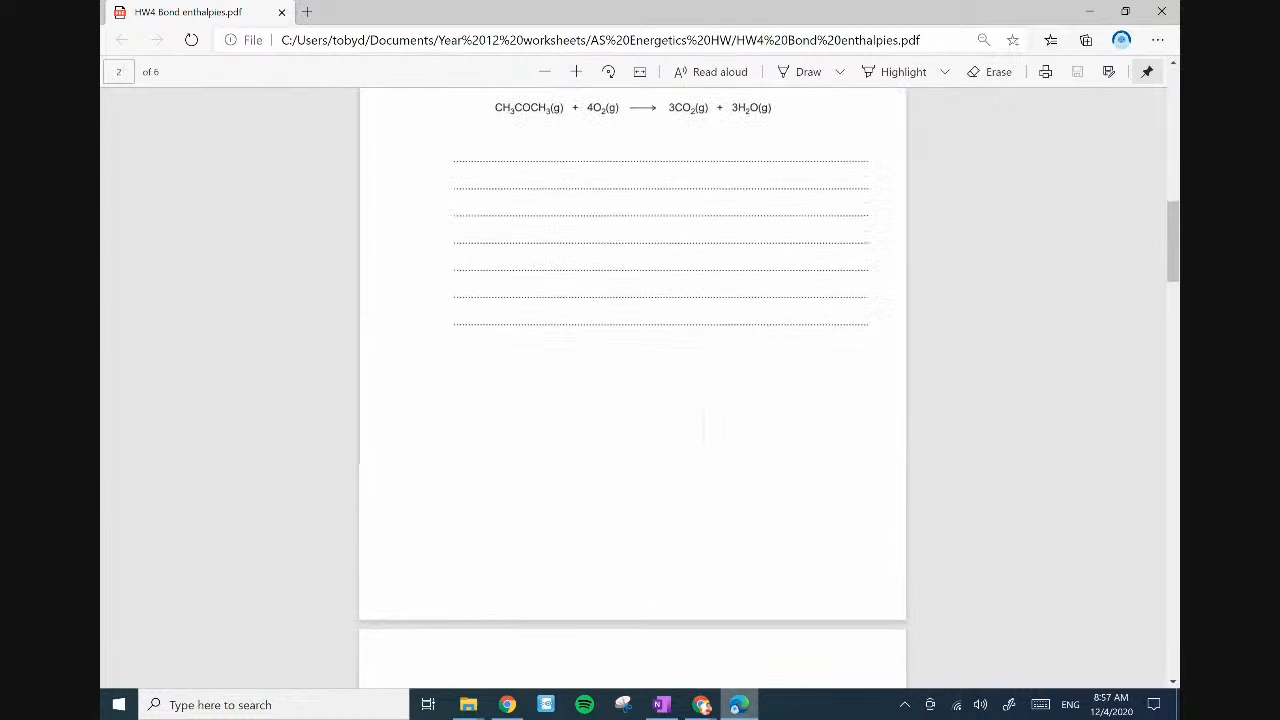 HW4 Bond enthalpies.pdf
File C:/Users/tobyd/Documents/Year%2012%20worksheets/AS%20Energetics%20HW/HW4%20Bond%20enthalpies.pdf
2 of 6 Read aloud Draw Highlight Erase
CH₃COCH₃(g) + 4O₂(g) ⟶ 3CO₂(g) + 3H₂O(g)
Type here to search
ENG
8:57 AM
12/4/2020